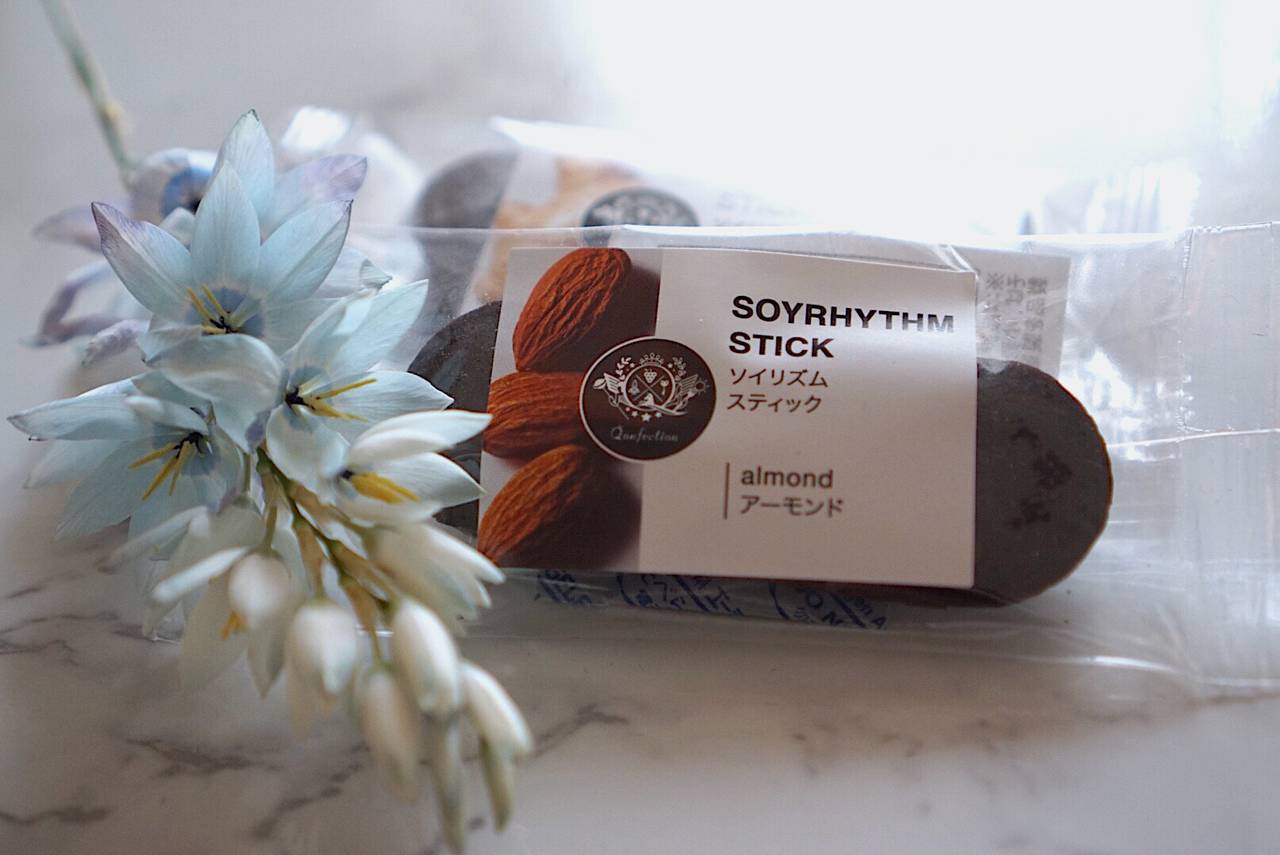 SOYRHYTHM
STICK
ソイリズム
スティック
Qonfection
almond
アーモンド